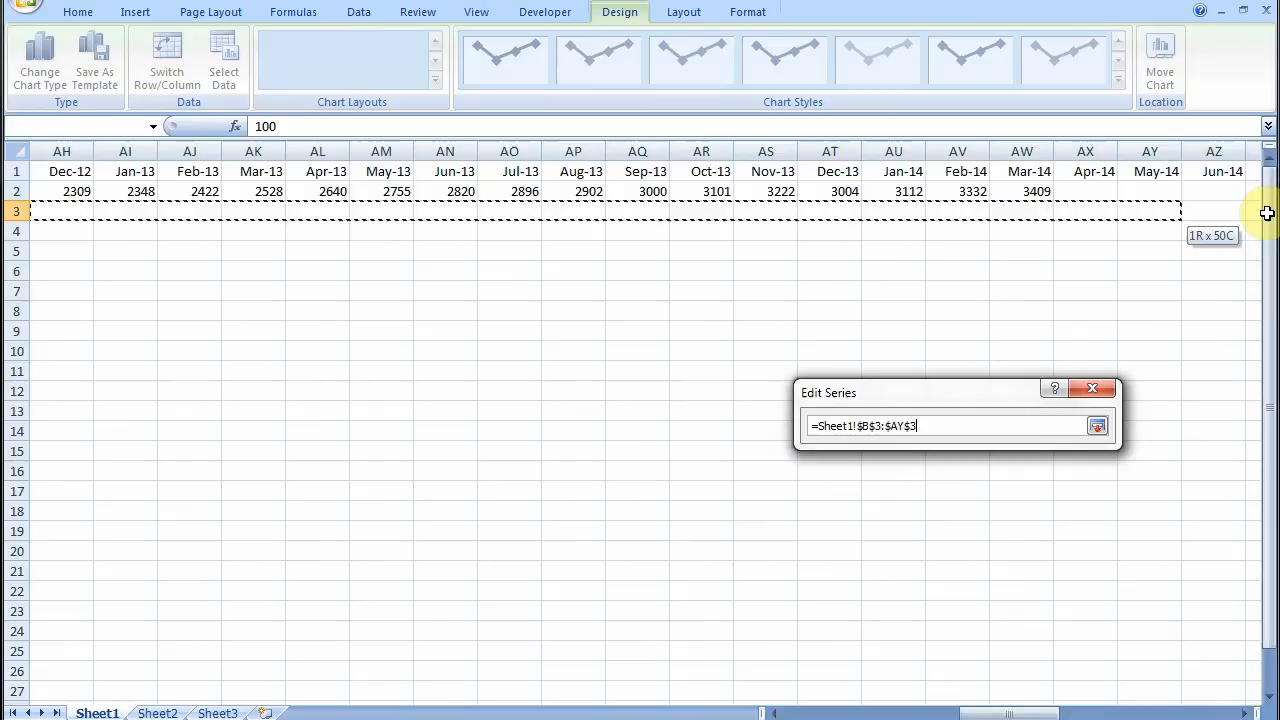 Home Insert Page Layout Formulas Data Review View Developer Design Layout Format
Change Chart Type
Save As Template
Switch Row/Column
Select Data
Type Data Chart Layouts Chart Styles
Move Chart
Location
fx 100
AH AI AJ AK AL AM AN AO AP AQ AR AS AT AU AV AW AX AY AZ
1 Dec-12 Jan-13 Feb-13 Mar-13 Apr-13 May-13 Jun-13 Jul-13 Aug-13 Sep-13 Oct-13 Nov-13 Dec-13 Jan-14 Feb-14 Mar-14 Apr-14 May-14 Jun-14
2 2309 2348 2422 2528 2640 2755 2820 2896 2902 3000 3101 3222 3004 3112 3332 3409
3
4 1R x 50C
5
6
7
8
9
10
11
12 Edit Series ?
13
14 =Sheet1!$B$3:$AY$3
15
16
17
18
19
20
21
22
23
24
25
26
27
Sheet1 Sheet2 Sheet3